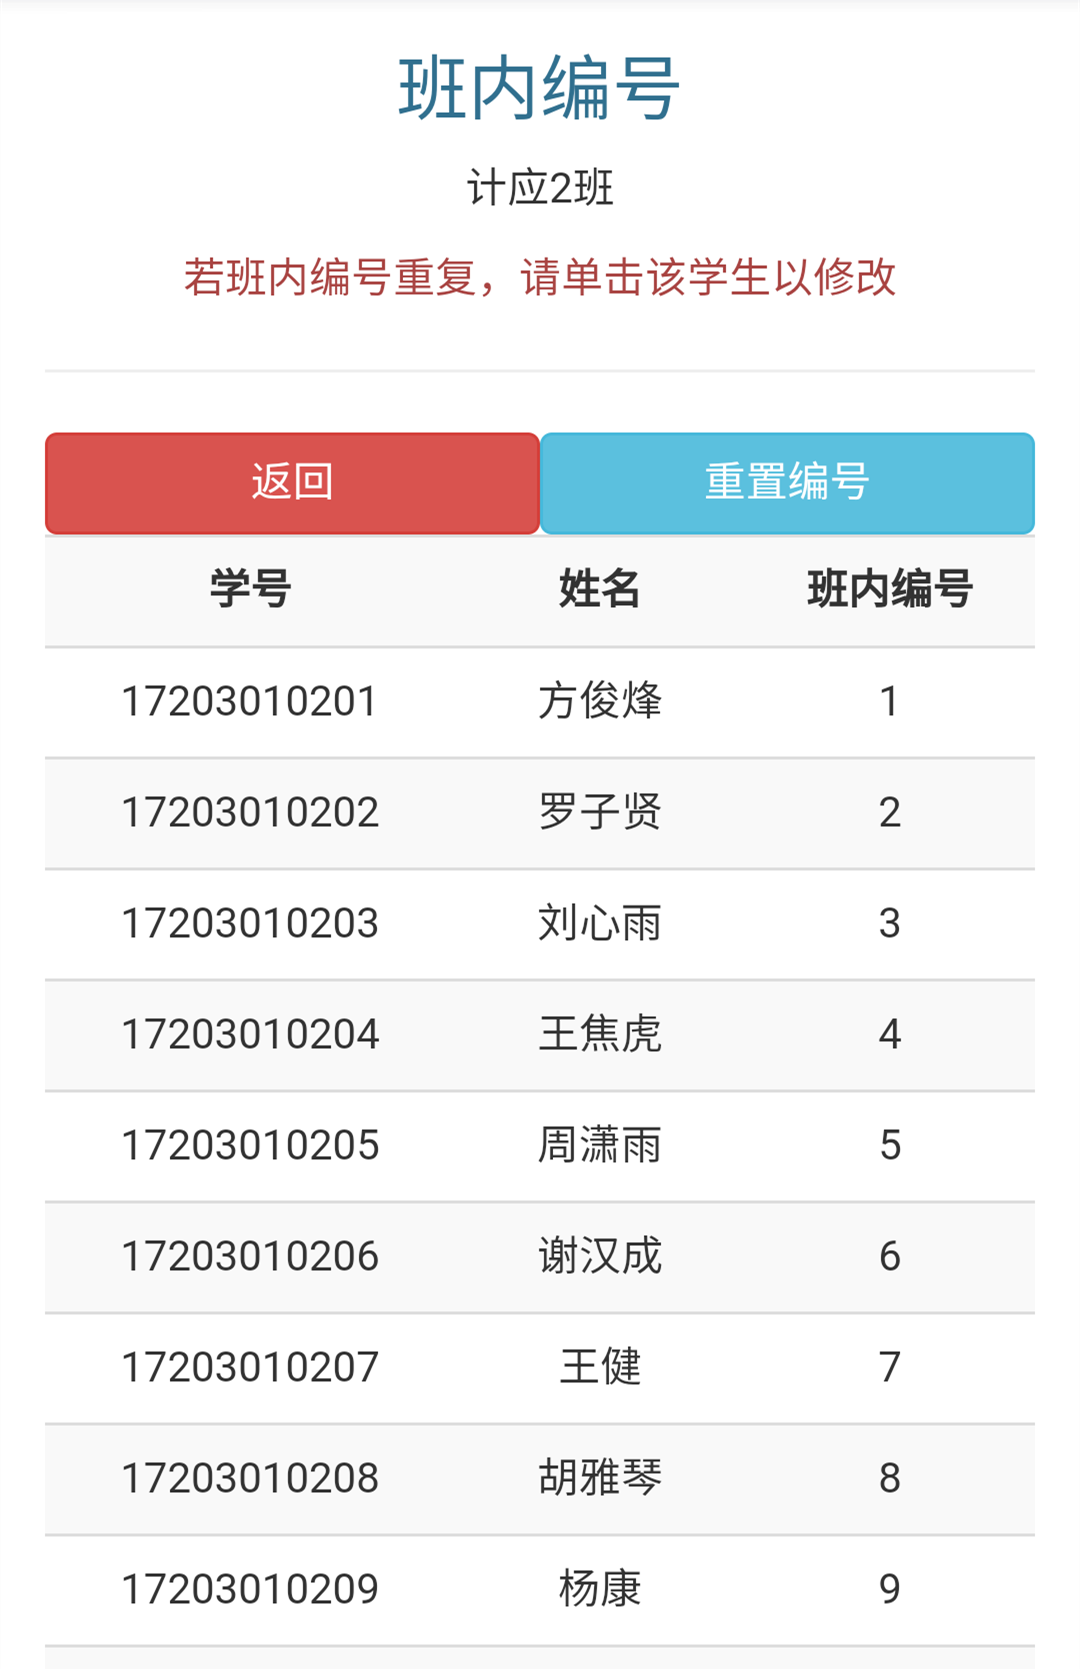 班内编号
计应2班
若班内编号重复，请单击该学生以修改
返回 重置编号
学号 姓名 班内编号
17203010201 方俊烽 1
17203010202 罗子贤 2
17203010203 刘心雨 3
17203010204 王焦虎 4
17203010205 周潇雨 5
17203010206 谢汉成 6
17203010207 王健 7
17203010208 胡雅琴 8
17203010209 杨康 9